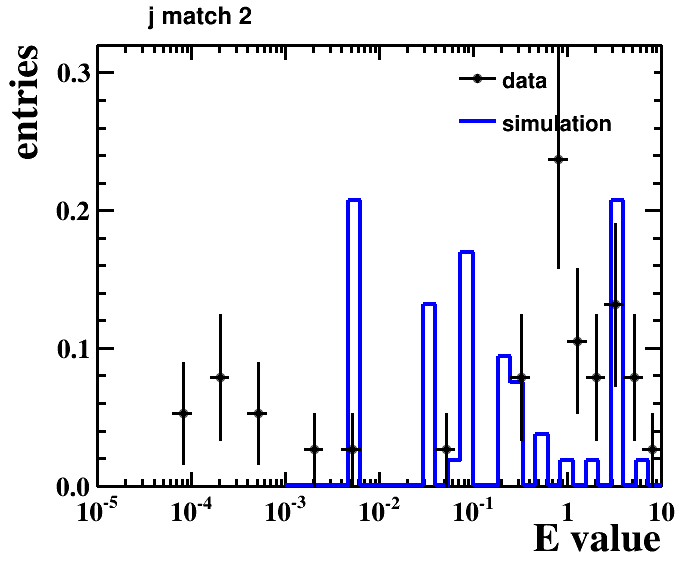 j match 2
entries
0.3
data
simulation
0.2
0.1
0.0
10⁻⁵ 10⁻⁴ 10⁻³ 10⁻² 10⁻¹ 1 10
E value